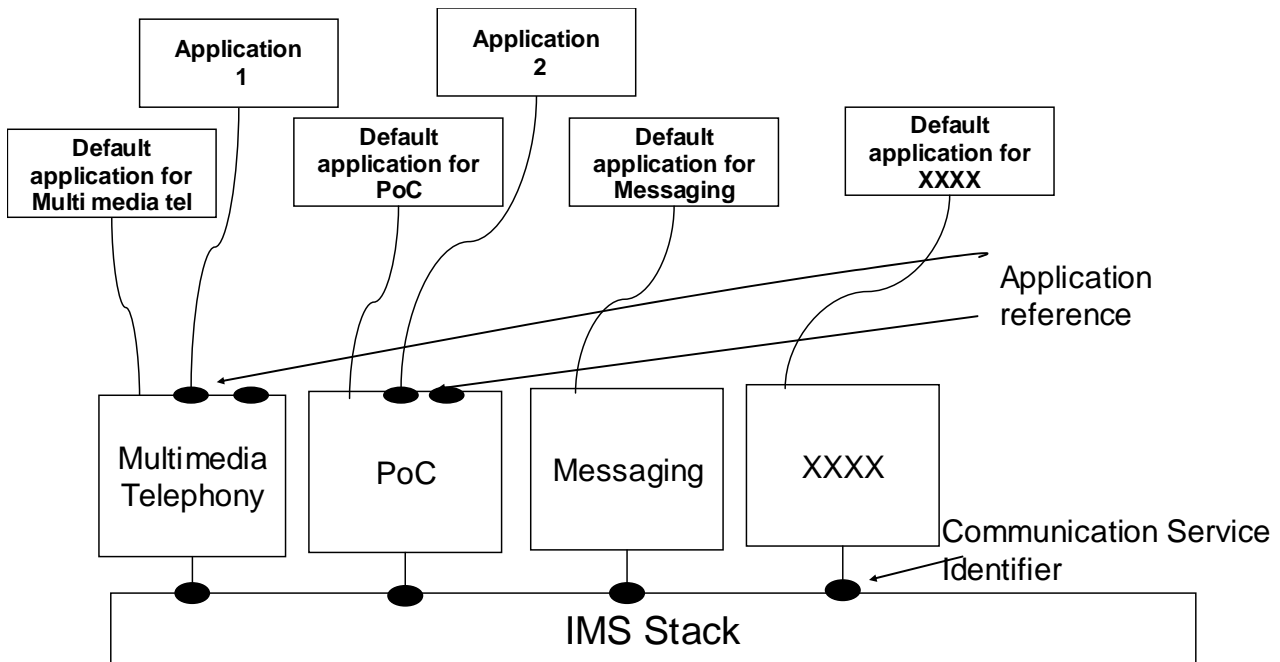 Application
1
Application
2
Default
application for
Multi media tel
Default
application for
PoC
Default
application for
Messaging
Default
application for
XXXX
Application
reference
Multimedia
Telephony
PoC
Messaging
XXXX
Communication Service
Identifier
IMS Stack